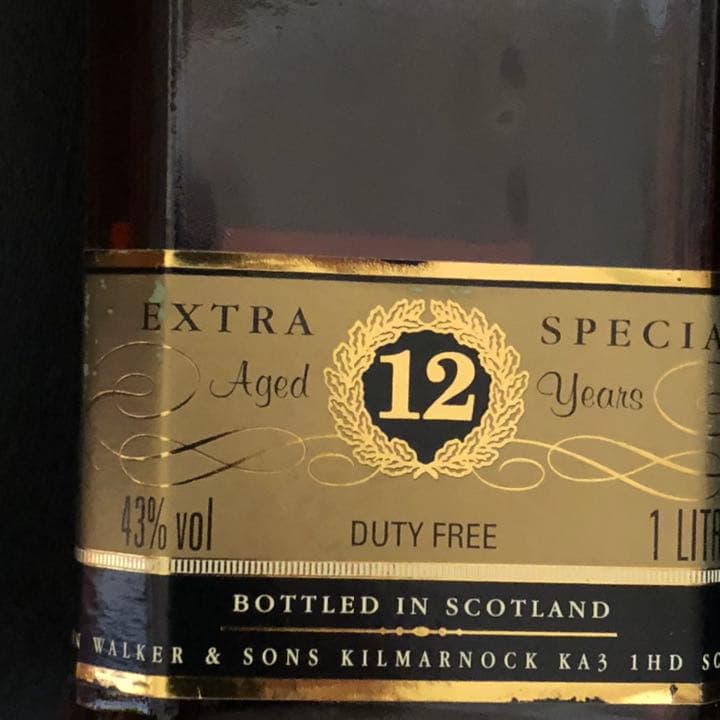 EXTRA SPECIA
Aged 12 Years
43% vol DUTY FREE 1 LITR
BOTTLED IN SCOTLAND
N WALKER & SONS KILMARNOCK KA3 1HD SC